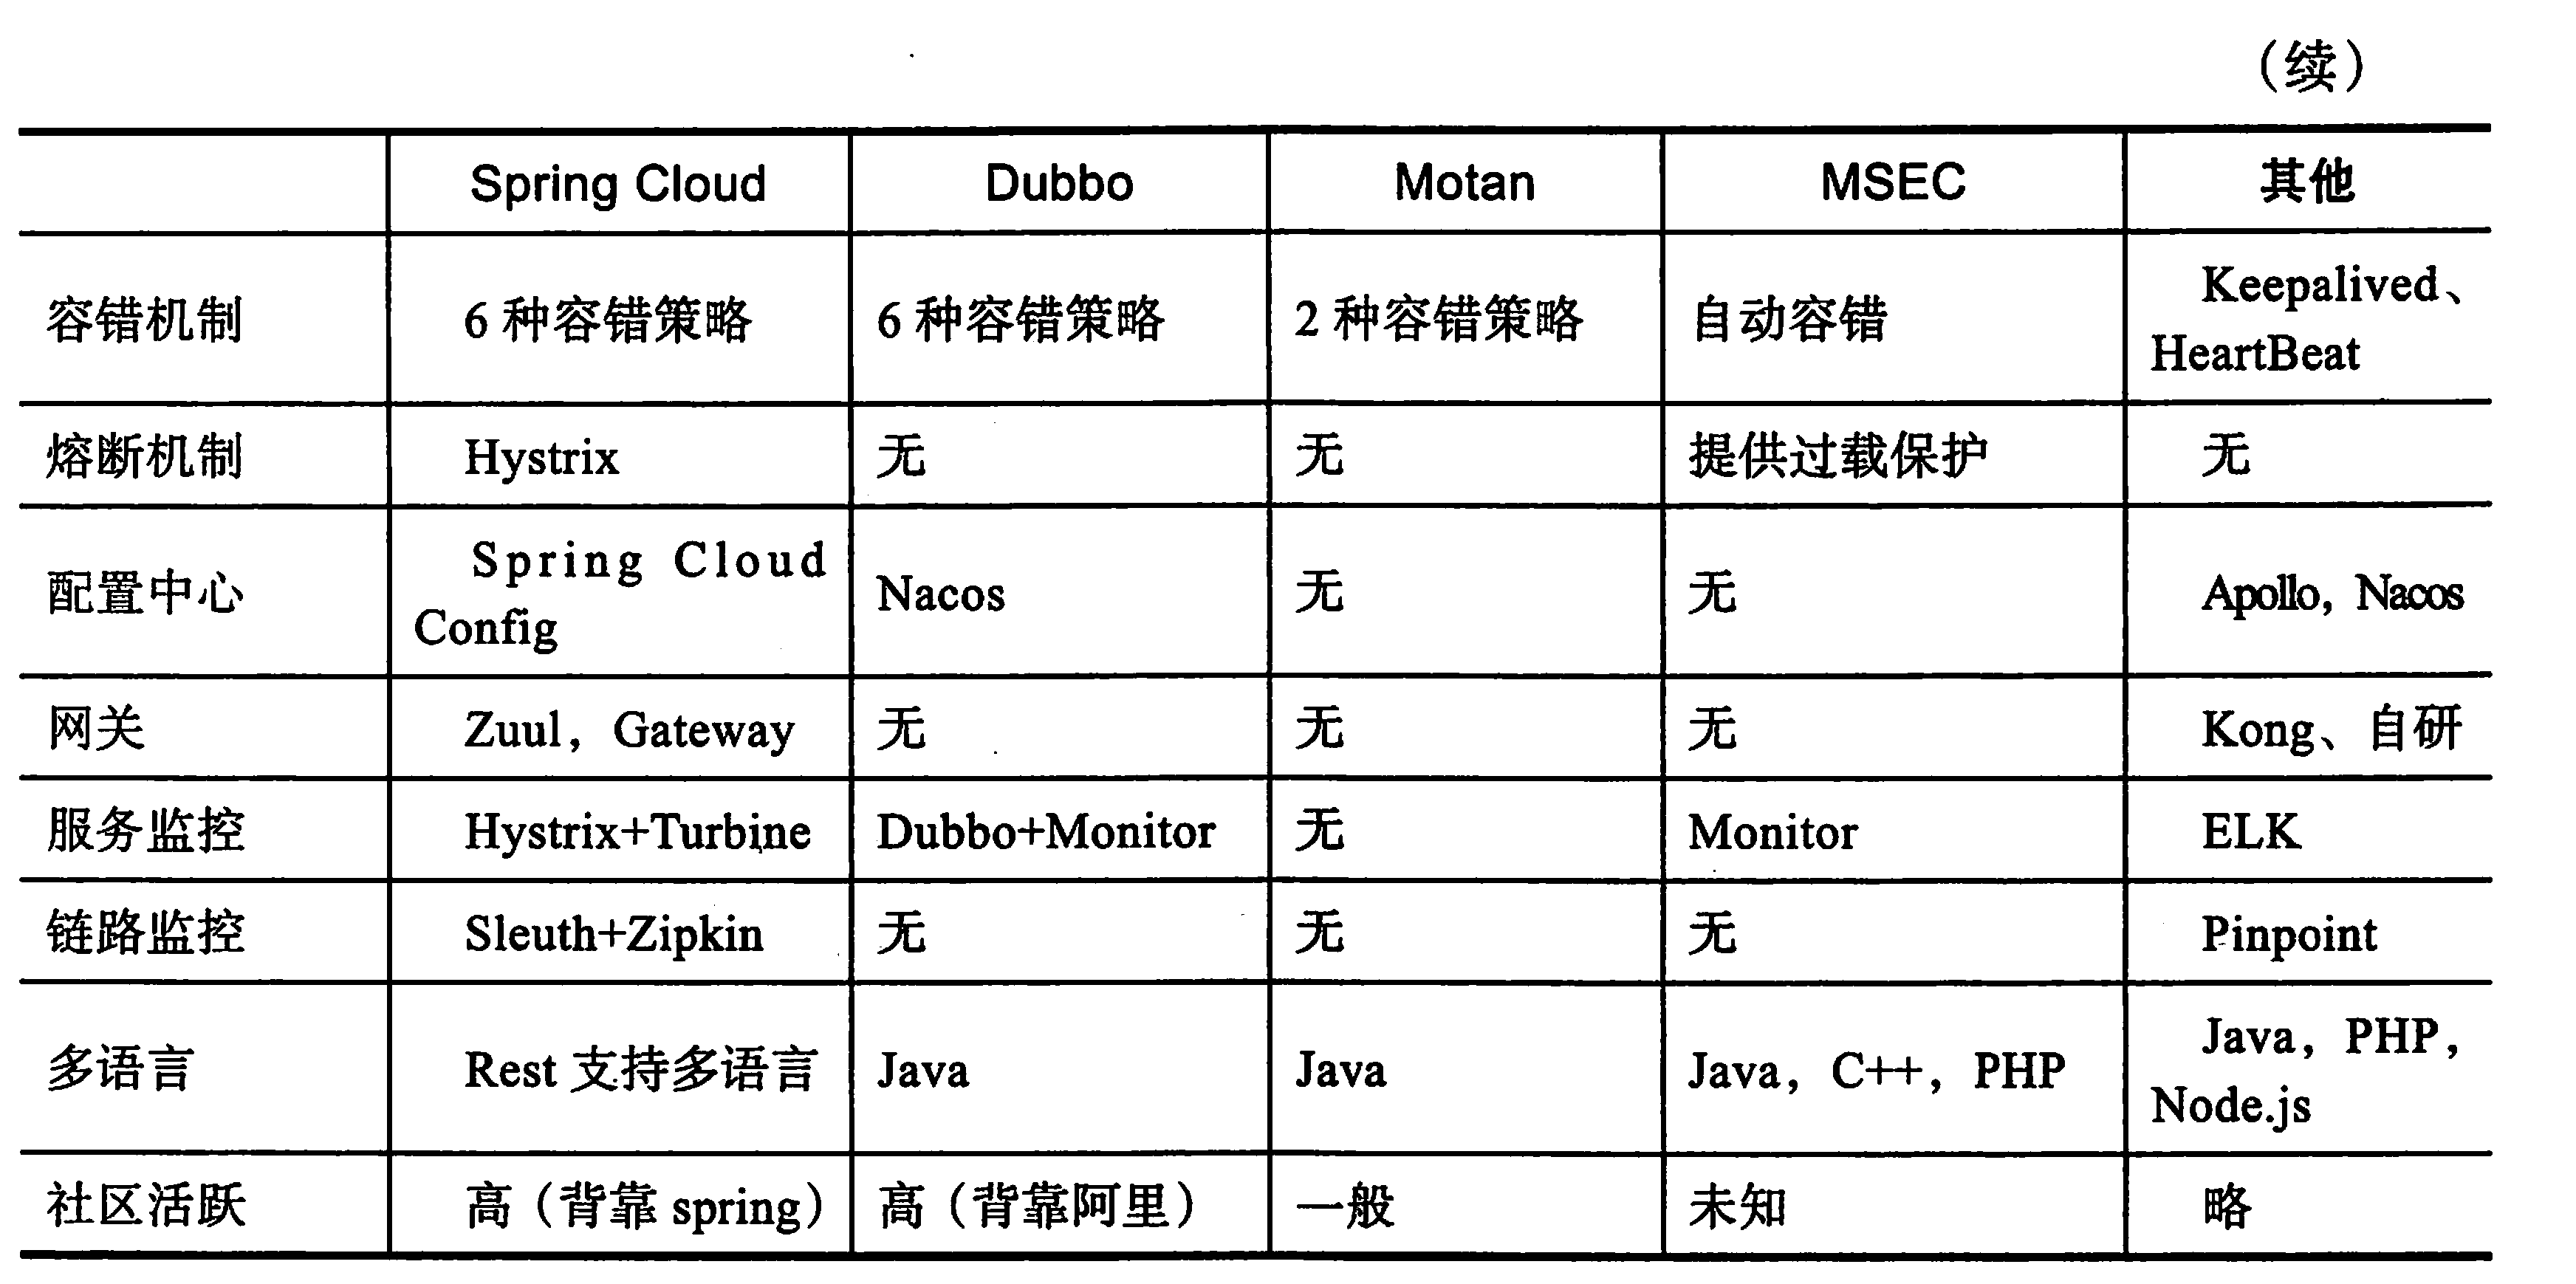 （续）
Spring Cloud Dubbo Motan MSEC 其他
容错机制 6 种容错策略 6 种容错策略 2 种容错策略 自动容错 Keepalived、
HeartBeat
熔断机制 Hystrix 无 无 提供过载保护 无
配置中心 Spring Cloud
Config Nacos 无 无 Apollo，Nacos
网关 Zuul，Gateway 无 无 无 Kong、自研
服务监控 Hystrix+Turbine Dubbo+Monitor 无 Monitor ELK
链路监控 Sleuth+Zipkin 无 无 无 Pinpoint
多语言 Rest 支持多语言 Java Java Java，C++，PHP Java，PHP，
Node.js
社区活跃 高（背靠 spring） 高（背靠阿里） 一般 未知 略